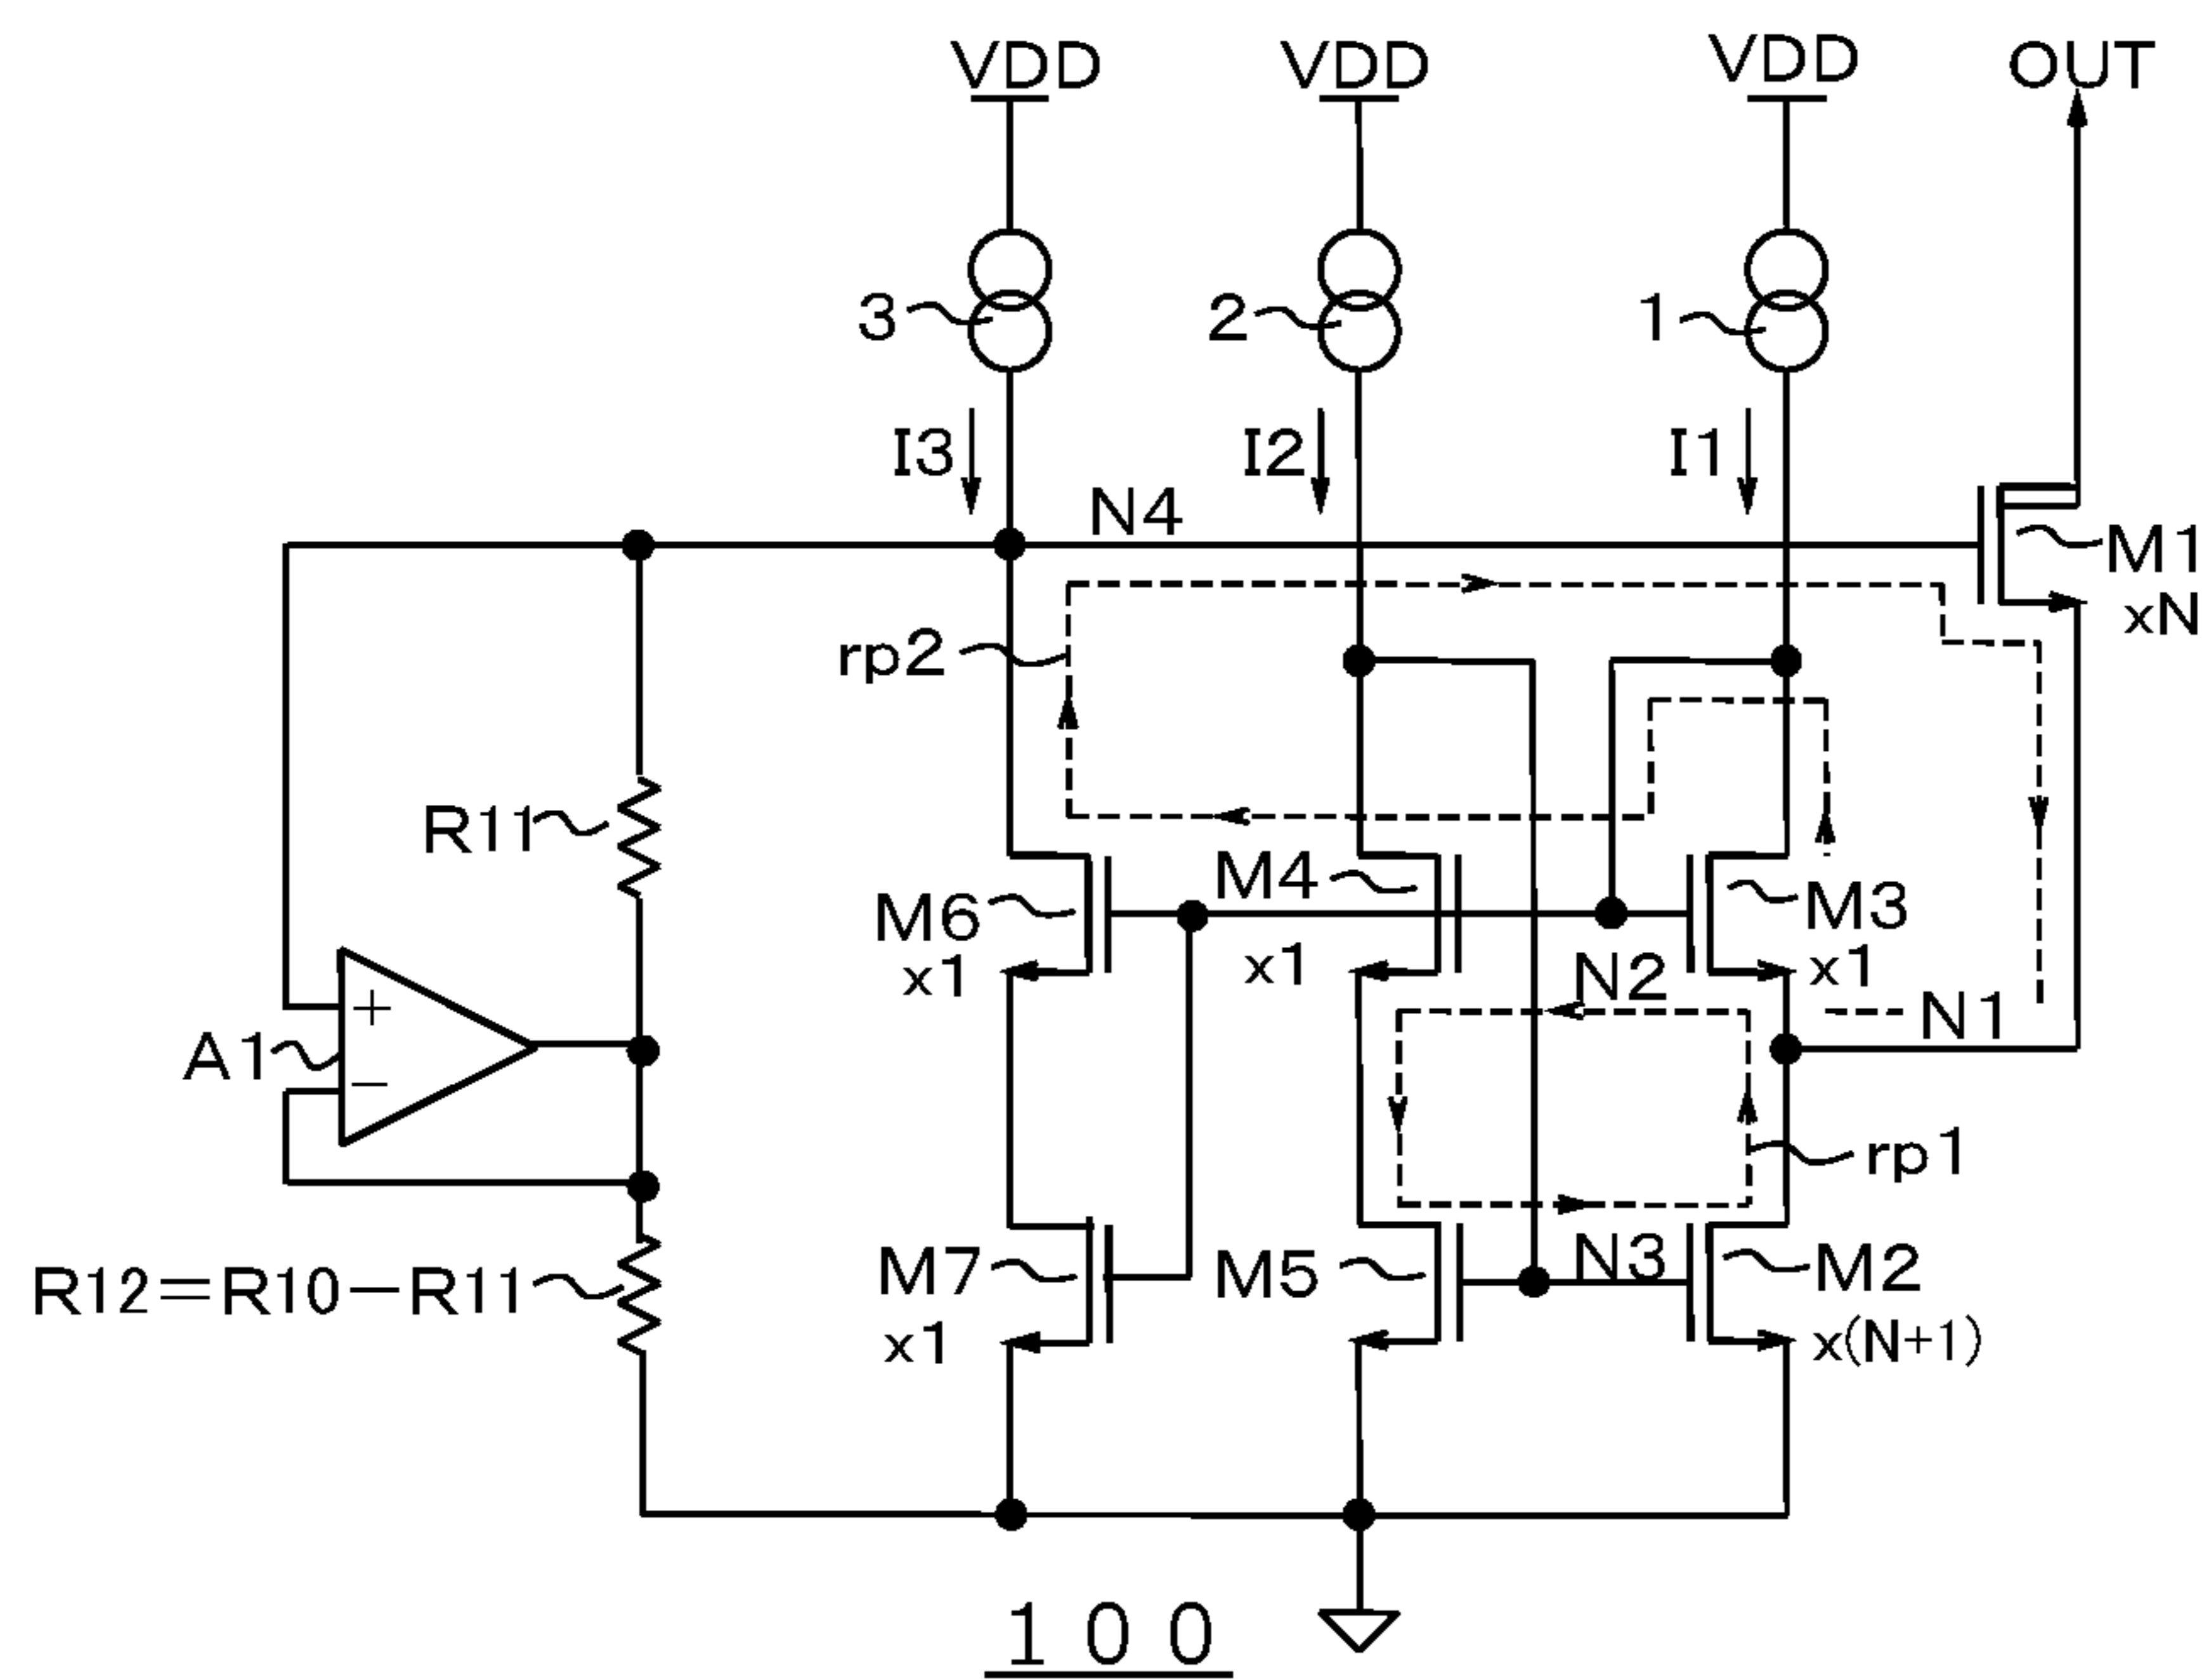 VDD
VDD
VDD
OUT
3
2
1
I3
I2
I1
N4
M1
xN
rp2
R11
M6
x1
M4
x1
N2
M3
x1
N1
A1
+
−
rp1
R12=R10−R11
M7
x1
M5
N3
M2
x(N+1)
100